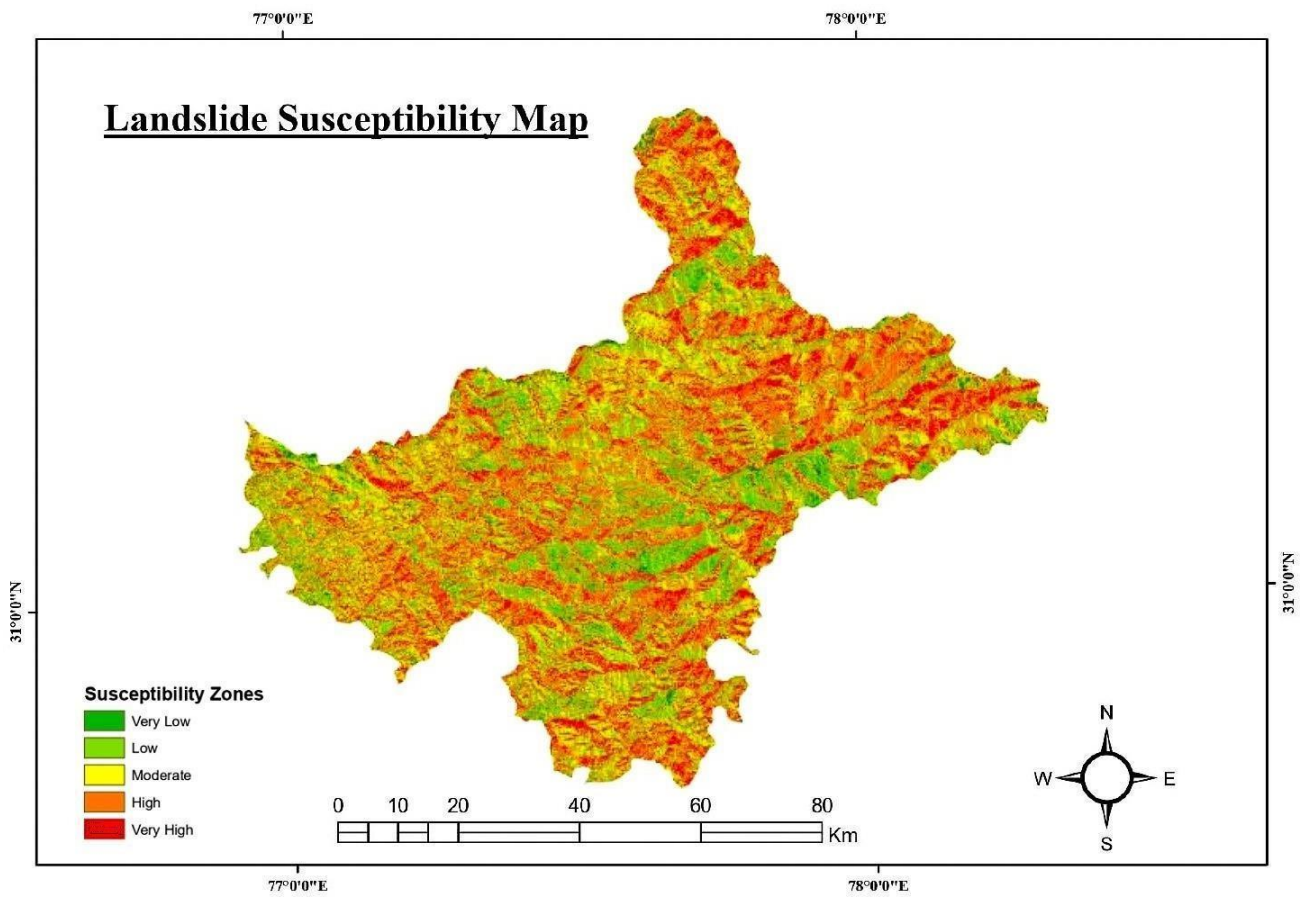 77°0'0"E 78°0'0"E
Landslide Susceptibility Map
31°0'0"N 31°0'0"N
Susceptibility Zones
Very Low
Low
Moderate
High
Very High
0 10 20 40 60 80
Km
N
W E
S
77°0'0"E 78°0'0"E